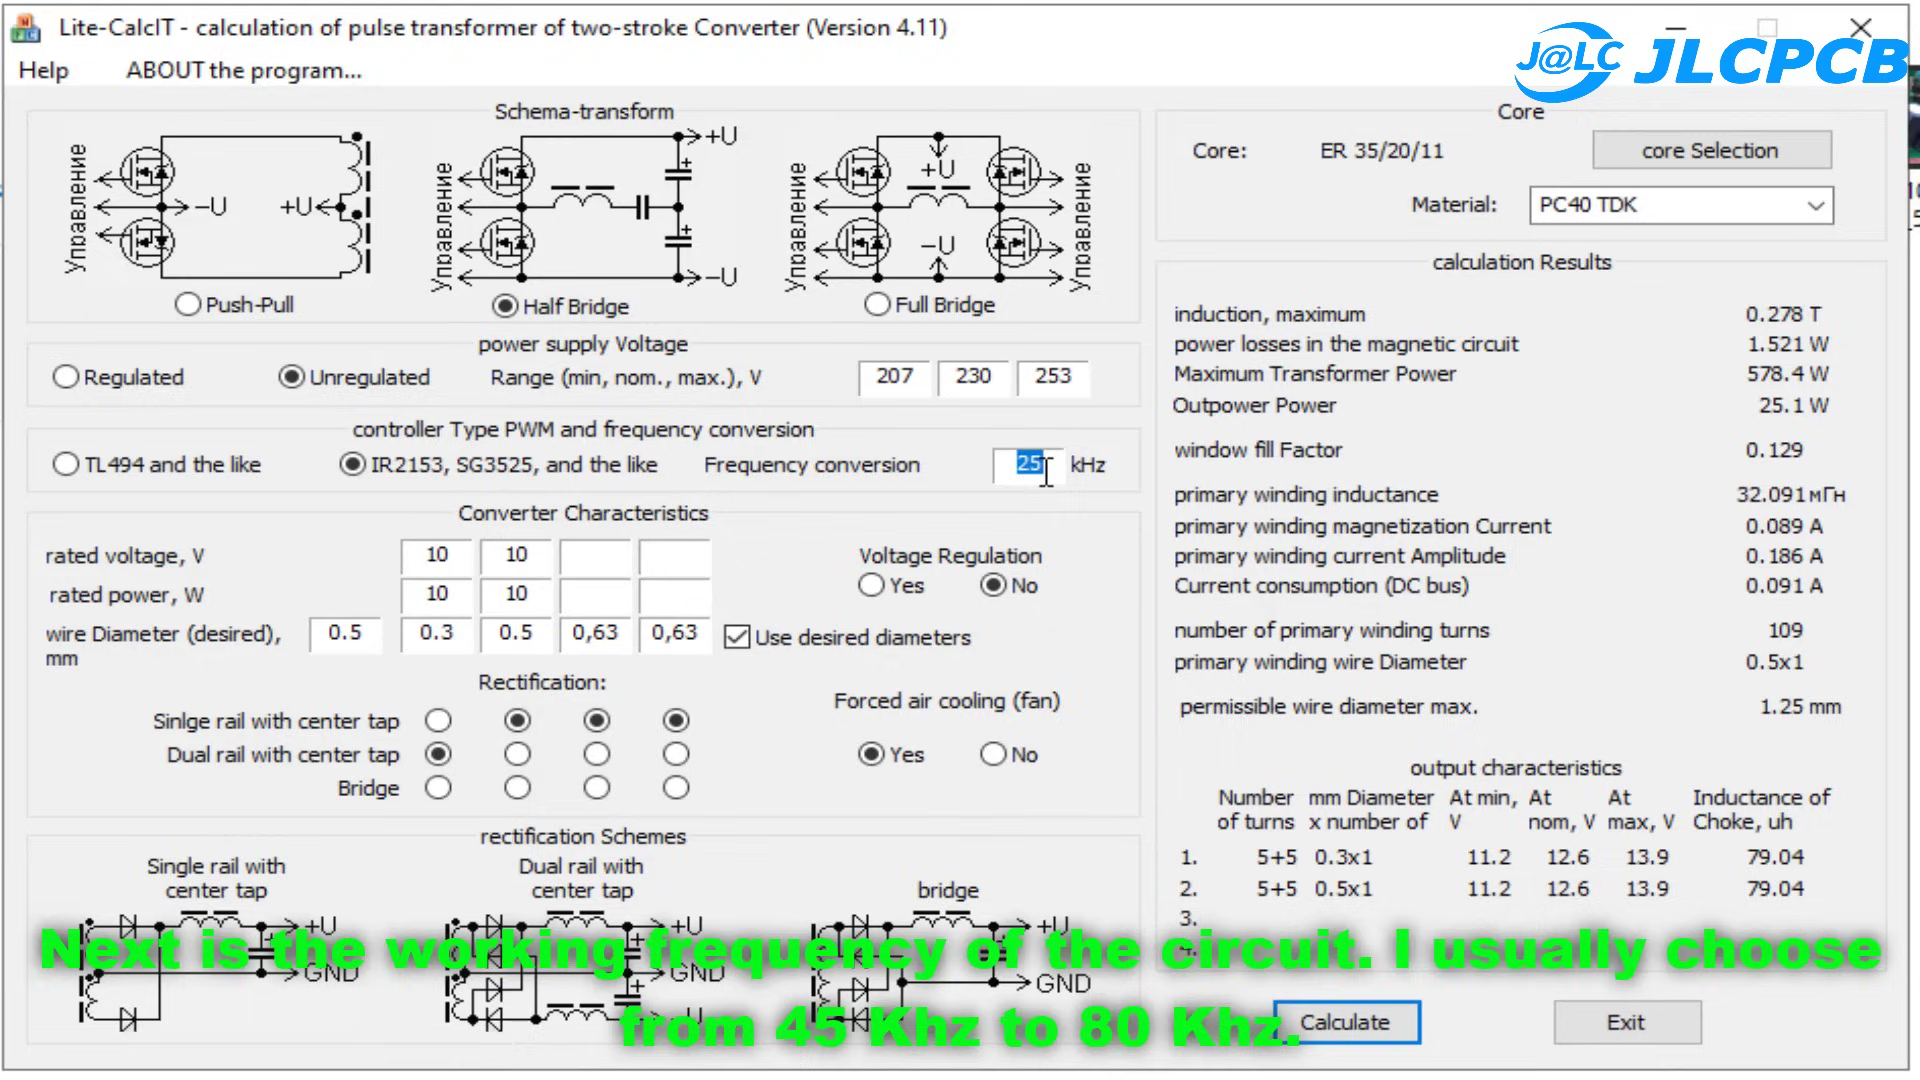 Lite-CalcIT - calculation of pulse transformer of two-stroke Converter (Version 4.11)
J@LC JLCPCB
Help ABOUT the program...
Schema-transform
Управление -U +U
Управление +U -U
Управление +U -U Управление
Push-Pull Half Bridge Full Bridge
power supply Voltage
Regulated Unregulated Range (min, nom., max.), V 207 230 253
controller Type PWM and frequency conversion
TL494 and the like IR2153, SG3525, and the like Frequency conversion 25 kHz
Converter Characteristics
rated voltage, V 10 10
rated power, W 10 10
wire Diameter (desired), 0.5 0.3 0.5 0,63 0,63 Use desired diameters
mm
Voltage Regulation
Yes No
Rectification:
Sinlge rail with center tap
Dual rail with center tap
Bridge
Forced air cooling (fan)
Yes No
rectification Schemes
Single rail with
center tap
Dual rail with
center tap
bridge
+U +U +U
GND GND GND
Core
Core: ER 35/20/11 core Selection
Material: PC40 TDK
calculation Results
induction, maximum 0.278 T
power losses in the magnetic circuit 1.521 W
Maximum Transformer Power 578.4 W
Outpower Power 25.1 W
window fill Factor 0.129
primary winding inductance 32.091 мГн
primary winding magnetization Current 0.089 A
primary winding current Amplitude 0.186 A
Current consumption (DC bus) 0.091 A
number of primary winding turns 109
primary winding wire Diameter 0.5x1
permissible wire diameter max. 1.25 mm
output characteristics
Number mm Diameter At min, At At Inductance of
of turns x number of V nom, V max, V Choke, uh
1. 5+5 0.3x1 11.2 12.6 13.9 79.04
2. 5+5 0.5x1 11.2 12.6 13.9 79.04
3.
Next is the working frequency of the circuit. I usually choose
from 45 Khz to 80 Khz.
Calculate Exit